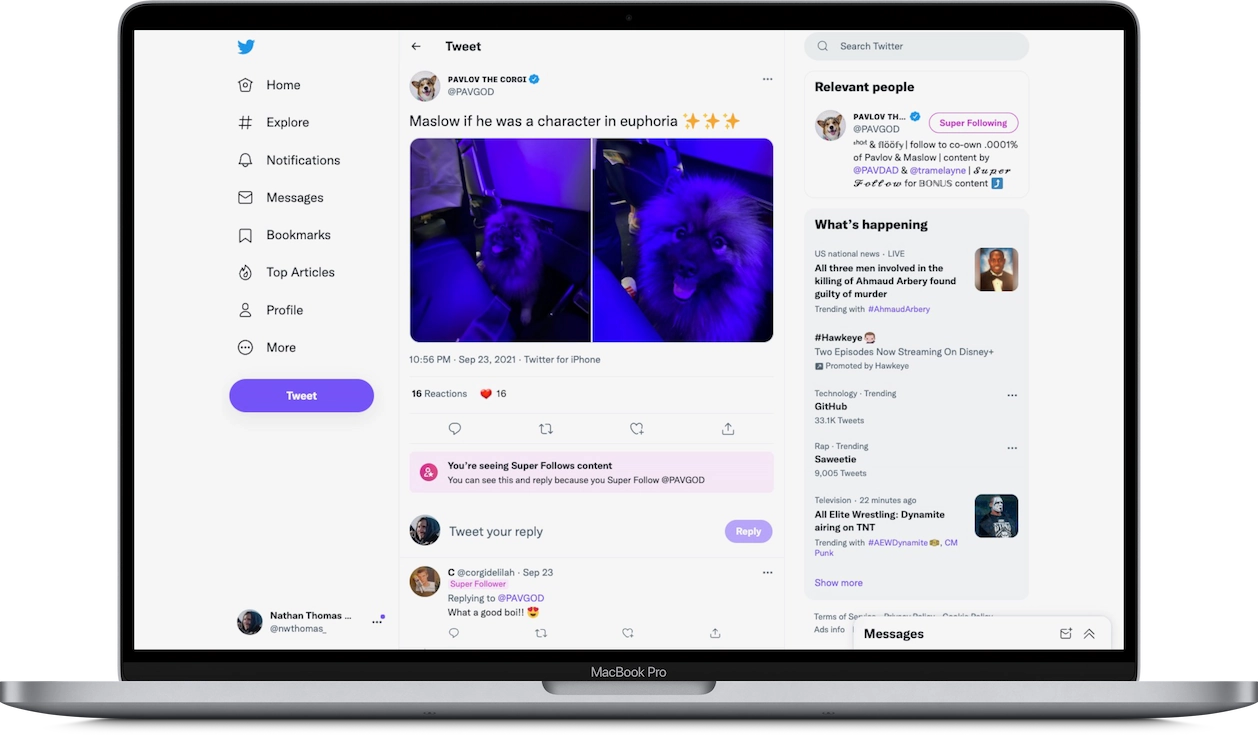 Tweet
Search Twitter
Home
Explore
Notifications
Messages
Bookmarks
Top Articles
Profile
More
Tweet
Nathan Thomas ...
@nwthomas_
PAVLOV THE CORGI
@PAVGOD
Maslow if he was a character in euphoria ✨✨✨
10:56 PM · Sep 23, 2021 · Twitter for iPhone
16 Reactions ❤️ 16
You're seeing Super Follows content
You can see this and reply because you Super Follow @PAVGOD
Tweet your reply
Reply
C @corgidelilah · Sep 23
Super Follower
Replying to @PAVGOD
What a good boi!! 😍
Relevant people
PAVLOV TH...
@PAVGOD
Super Following
ˢʰᵒʳᵗ & flööfy | follow to co-own .0001%
of Pavlov & Maslow | content by
@PAVDAD & @tramelayne | 𝓢𝓾𝓹𝓮𝓻
𝓕𝓸𝓵𝓵𝓸𝔀 for 𝔹𝕆ℕ𝕌𝕊 content ⤴️
What's happening
US national news · LIVE
All three men involved in the
killing of Ahmaud Arbery found
guilty of murder
Trending with #AhmaudArbery
#Hawkeye
Two Episodes Now Streaming On Disney+
Promoted by Hawkeye
Technology · Trending
GitHub
33.1K Tweets
Rap · Trending
Saweetie
9,005 Tweets
Television · 22 minutes ago
All Elite Wrestling: Dynamite
airing on TNT
Trending with #AEWDynamite, CM
Punk
Show more
Terms of Service Privacy Policy Cookie Policy
Ads info
Messages
MacBook Pro